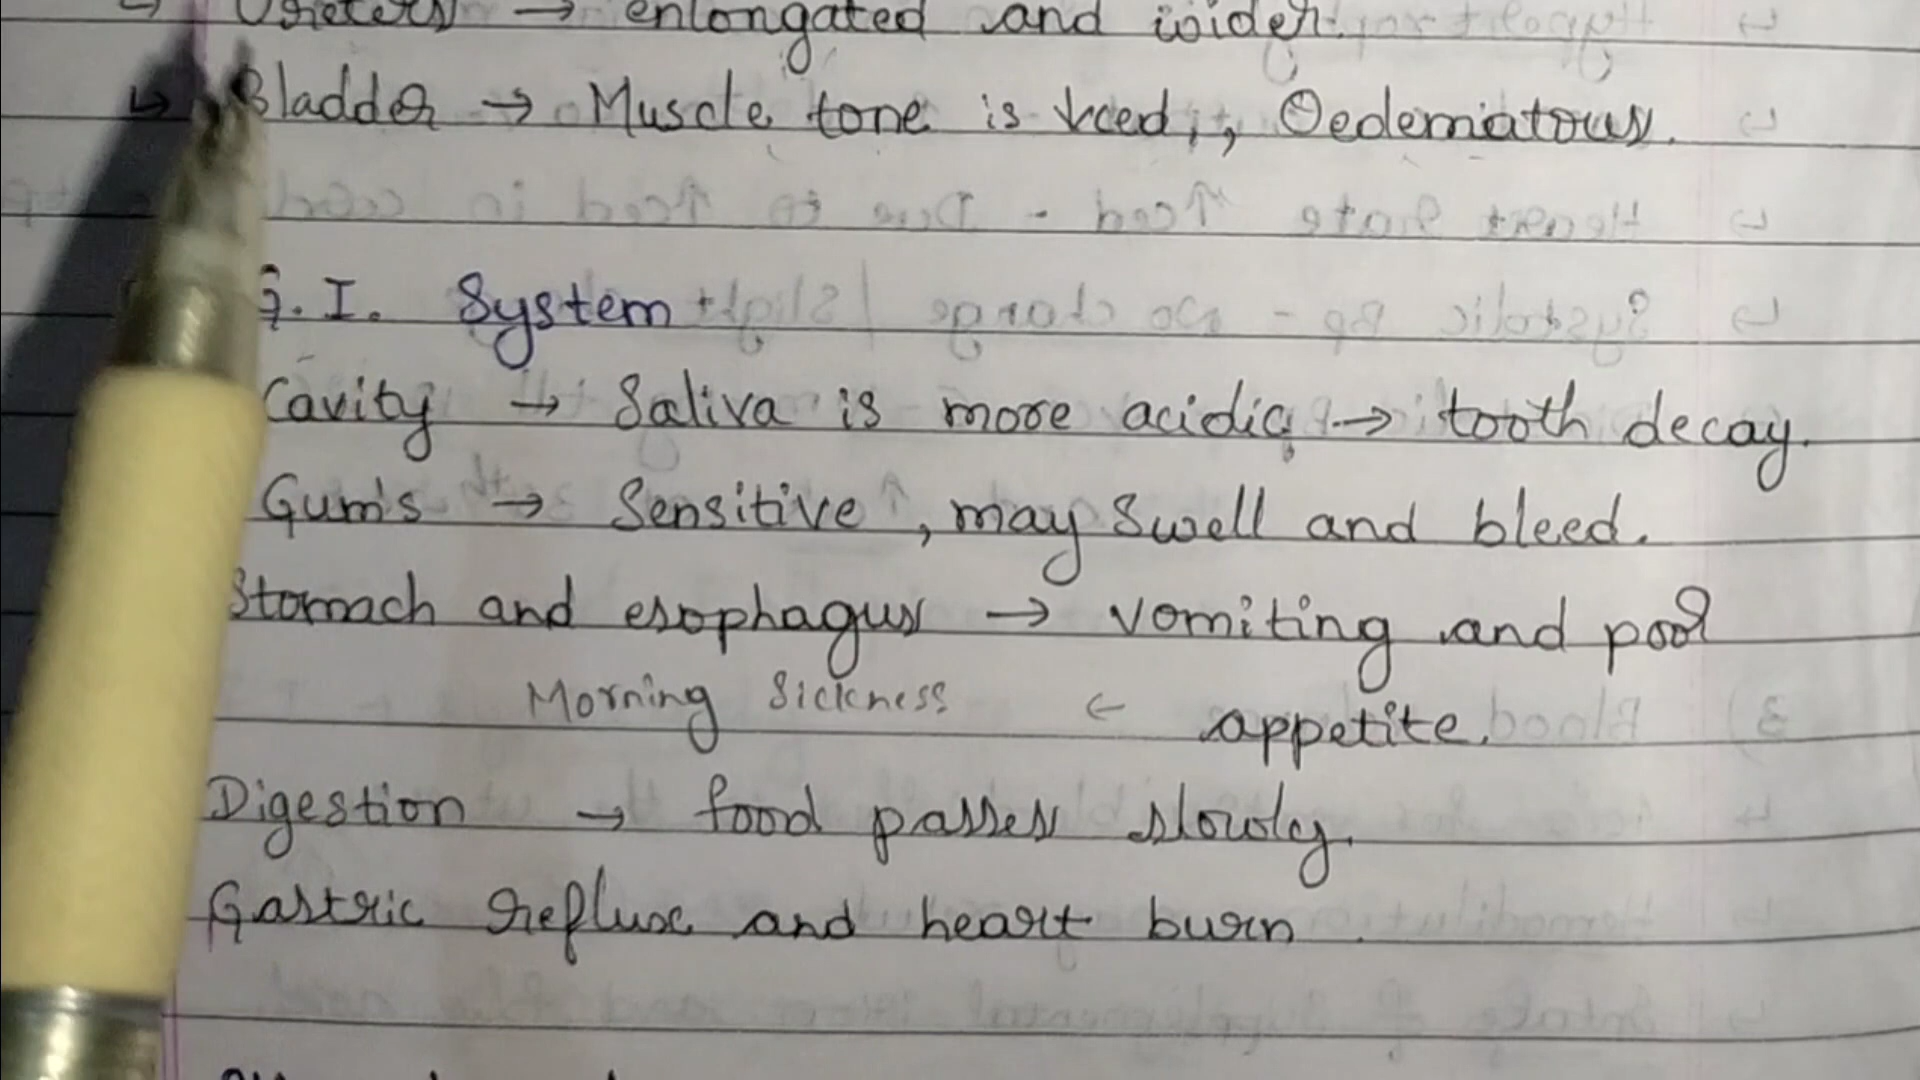 ↳ Ureters → enlongated and wider.
↳ Bladder → Muscle tone is ↓ced, Oedematous.
G. I. System
Cavity → Saliva is more acidic → tooth decay.
Gum's → Sensitive, may Swell and bleed.
Stomach and esophagus → vomiting and poor
Morning Sickness ← appetite.
Digestion → food passes slowly.
Gastric reflux and heart burn.